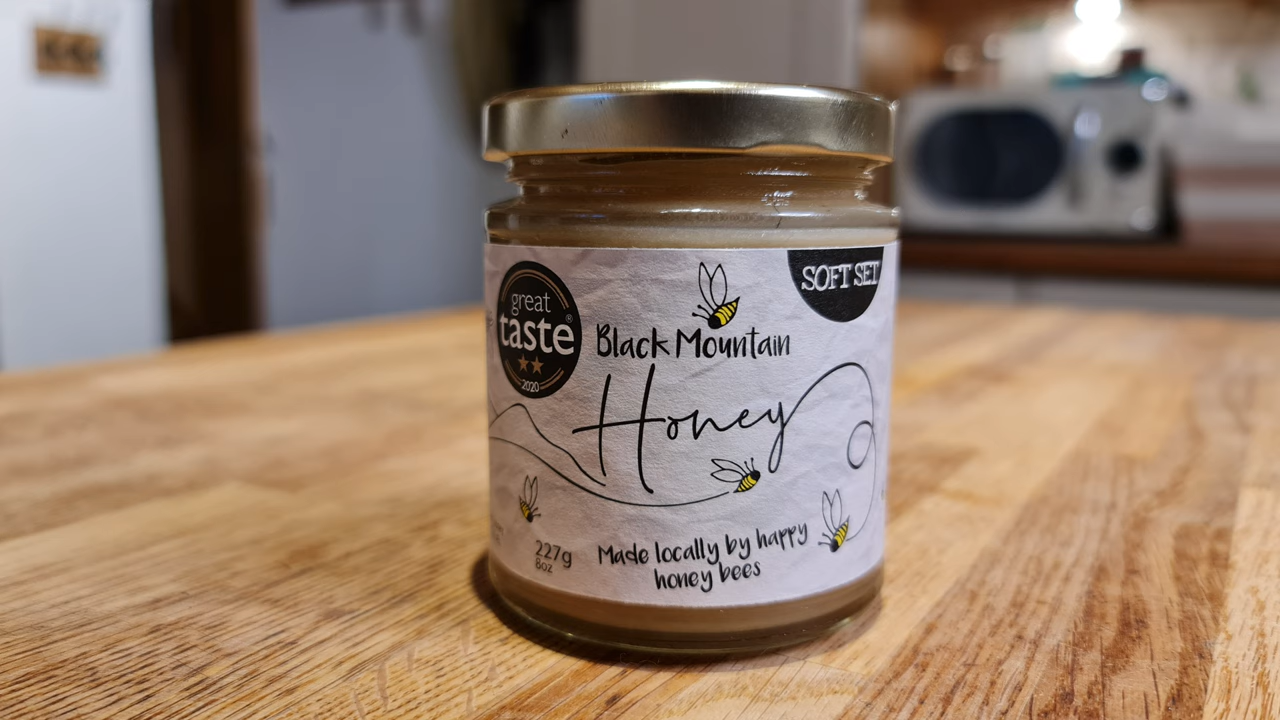 great
taste®
2020
SOFT SET
Black Mountain
Honey
227g
8oz
Made locally by happy
honey bees